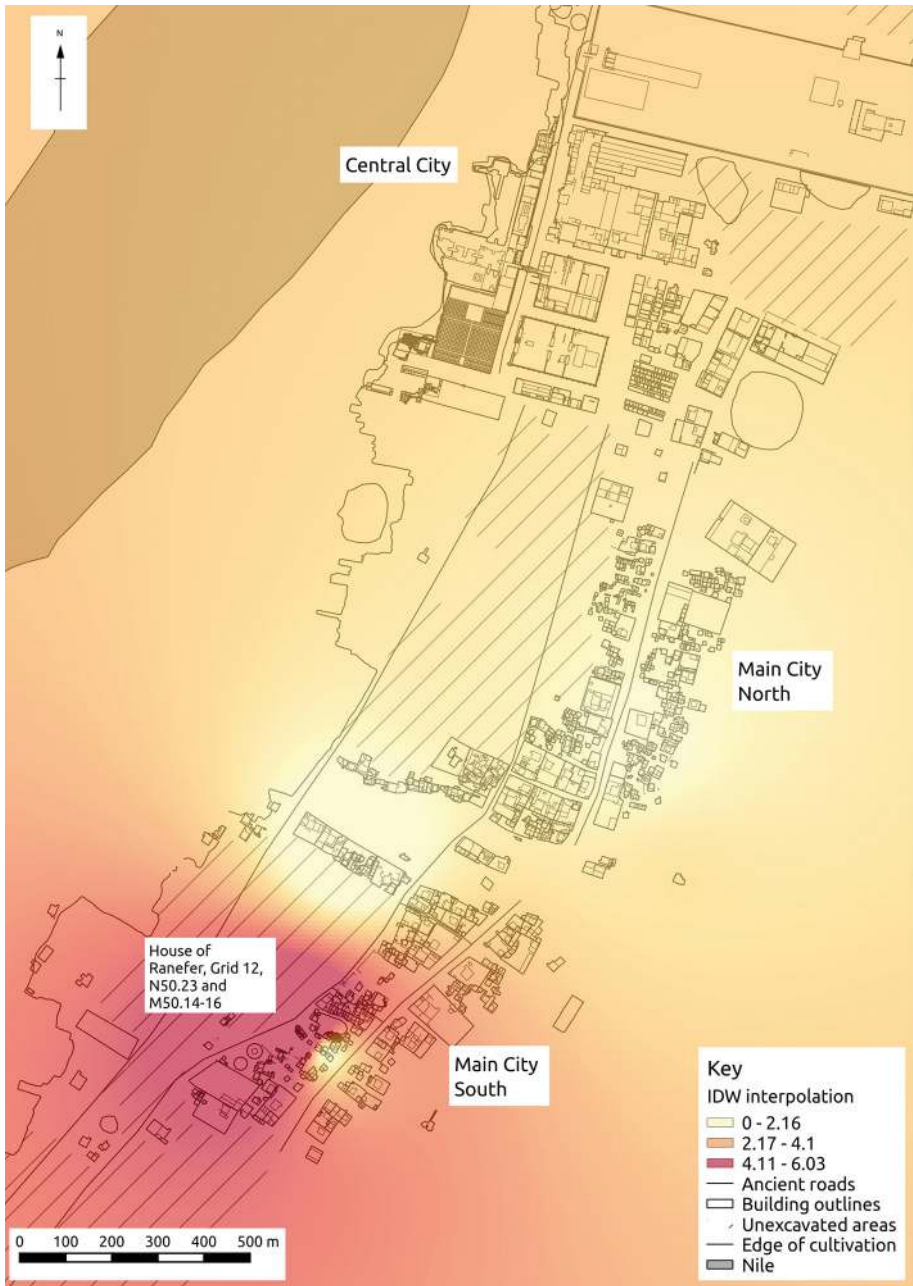 N
Central City
Main City
North
House of
Ranefer, Grid 12,
N50.23 and
M50.14-16
Main City
South
Key
IDW interpolation
0 - 2.16
2.17 - 4.1
4.11 - 6.03
Ancient roads
Building outlines
Unexcavated areas
Edge of cultivation
Nile
0 100 200 300 400 500 m